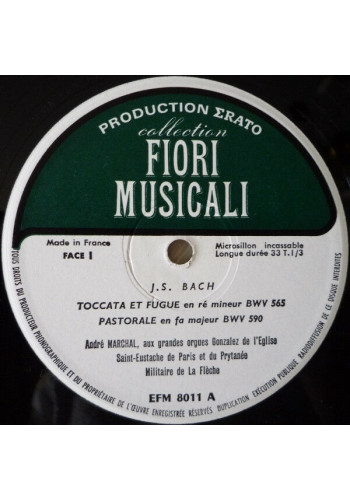 PRODUCTION ΣRATO
collection
FIORI
MUSICALI
Made in France
FACE 1
Microsillon incassable
Longue durée 33 T.1/3
J.S. BACH
TOCCATA ET FUGUE en ré mineur BWV 565
PASTORALE en fa majeur BWV 590
André MARCHAL, aux grandes orgues Gonzalez de l'Eglise
Saint-Eustache de Paris et du Prytanée
Militaire de La Flèche
EFM 8011 A
TOUS DROITS DU PRODUCTEUR PHONOGRAPHIQUE ET DU PROPRIÉTAIRE DE L'ŒUVRE ENREGISTRÉE RÉSERVÉS DUPLICATION EXÉCUTION PUBLIQUE RADIODIFFUSION DE CE DISQUE INTERDITES